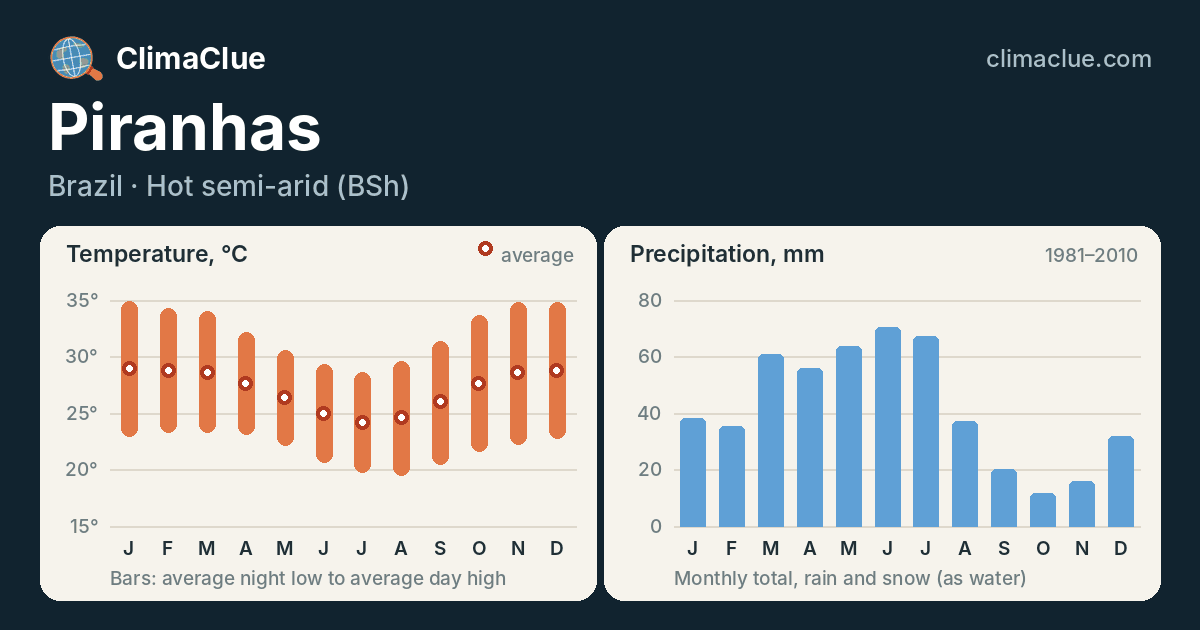 ClimaClue
climaclue.com
Piranhas
Brazil · Hot semi-arid (BSh)
Temperature, °C
average
35°
30°
25°
20°
15°
J F M A M J J A S O N D
Bars: average night low to average day high
Precipitation, mm
1981–2010
80
60
40
20
0
J F M A M J J A S O N D
Monthly total, rain and snow (as water)